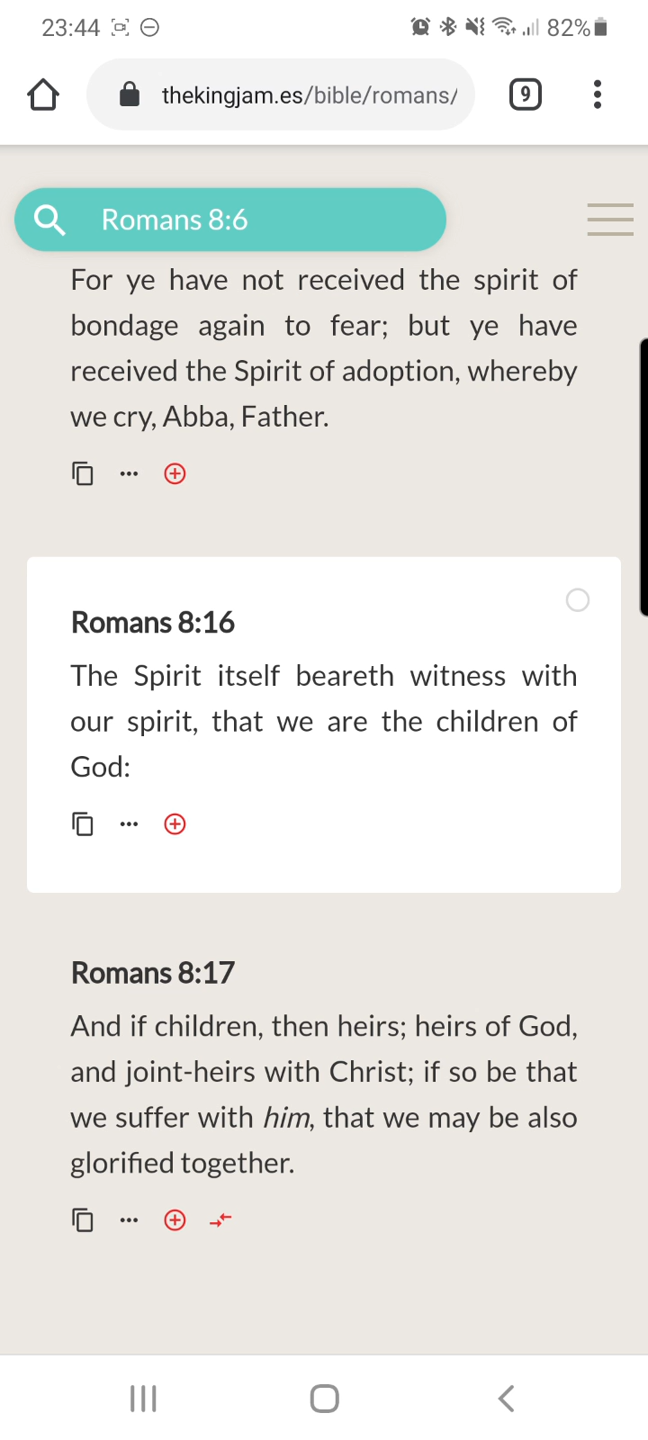 23:44 82%
thekingjam.es/bible/romans/ 9
Romans 8:6
For ye have not received the spirit of
bondage again to fear; but ye have
received the Spirit of adoption, whereby
we cry, Abba, Father.
Romans 8:16
The Spirit itself beareth witness with
our spirit, that we are the children of
God:
Romans 8:17
And if children, then heirs; heirs of God,
and joint-heirs with Christ; if so be that
we suffer with him, that we may be also
glorified together.